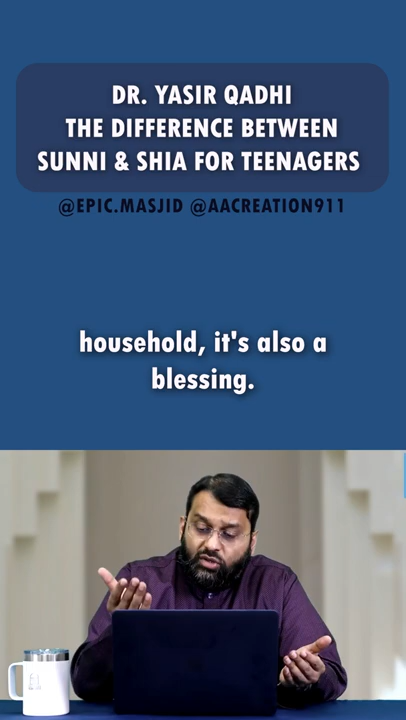 DR. YASIR QADHI
THE DIFFERENCE BETWEEN
SUNNI & SHIA FOR TEENAGERS
@EPIC.MASJID @AACREATION911
household, it's also a
blessing.